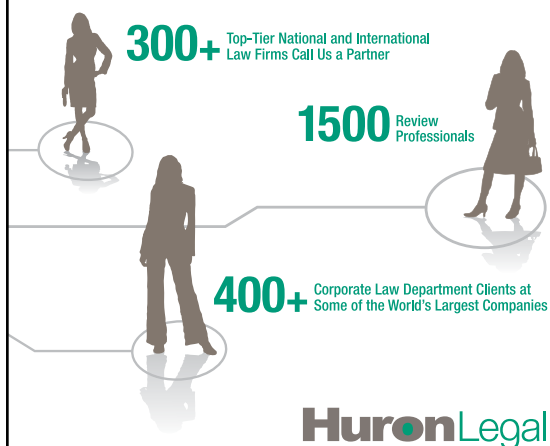 300+ Top-Tier National and International
Law Firms Call Us a Partner
1500 Review
Professionals
400+ Corporate Law Department Clients at
Some of the World's Largest Companies
HuronLegal